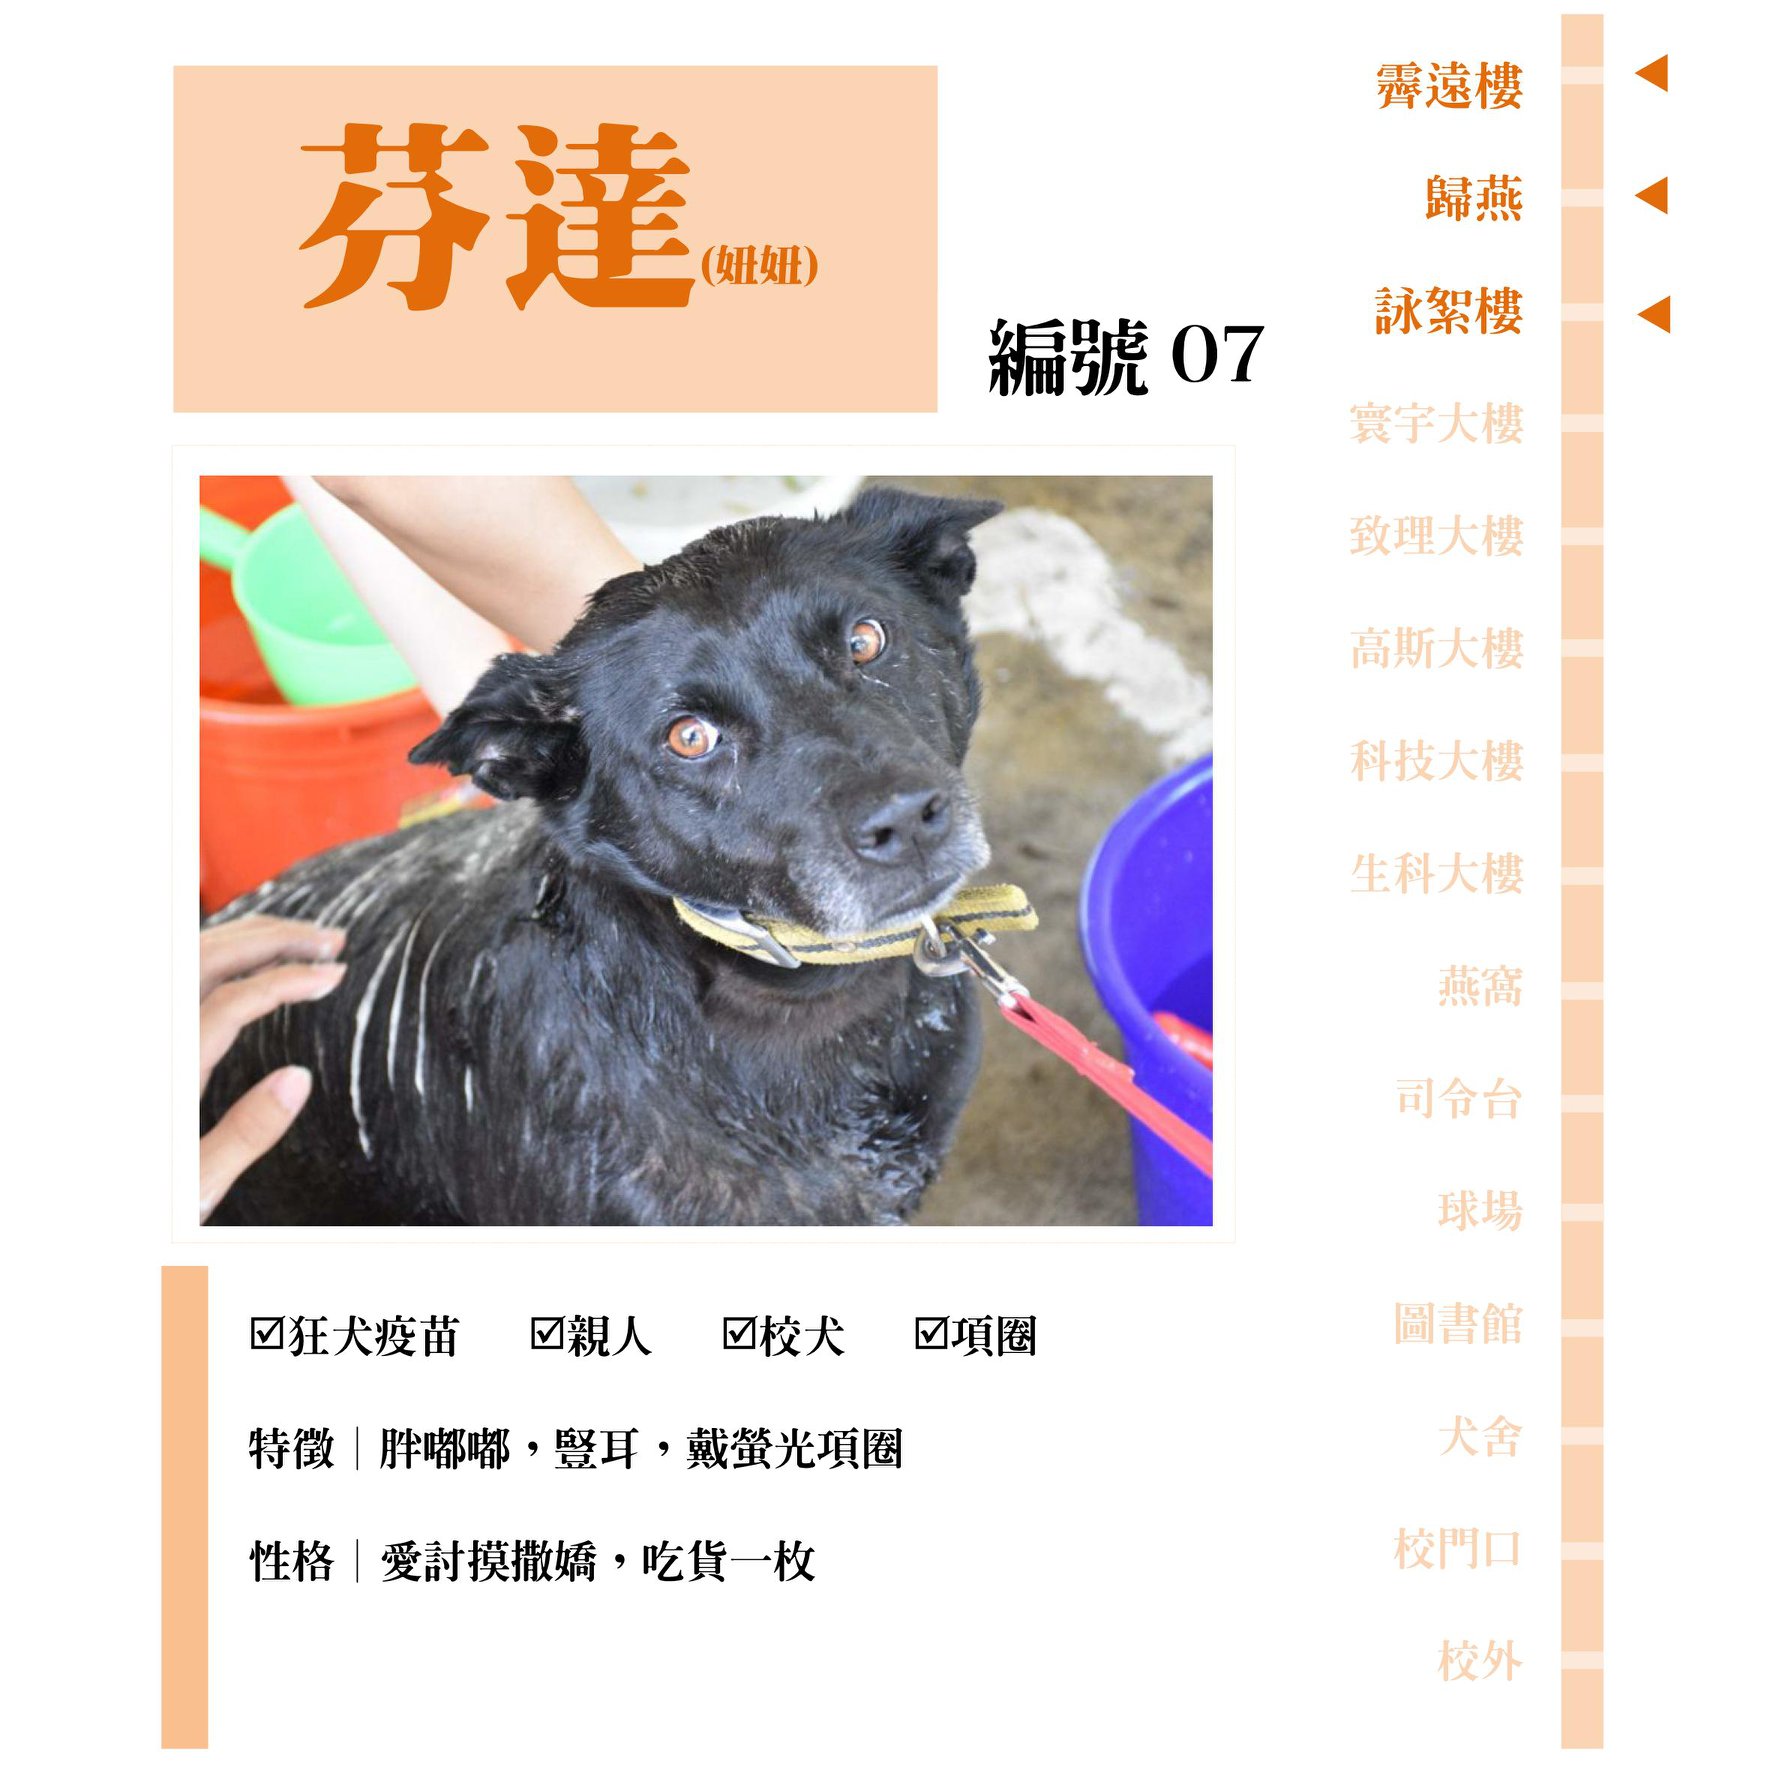 芬達(妞妞)
編號 07
霽遠樓
歸燕
詠絮樓
寰宇大樓
致理大樓
高斯大樓
科技大樓
生科大樓
燕窩
司令台
球場
圖書館
犬舍
校門口
校外
☑狂犬疫苗 ☑親人 ☑校犬 ☑項圈
特徵｜胖嘟嘟，豎耳，戴螢光項圈
性格｜愛討摸撒嬌，吃貨一枚